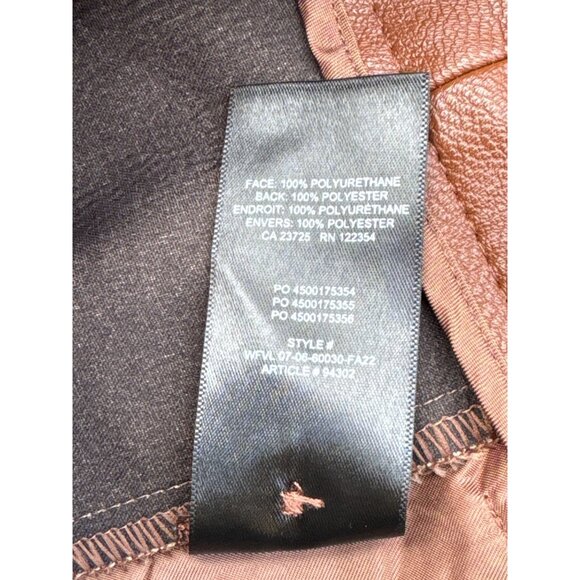 FACE: 100% POLYURETHANE
BACK: 100% POLYESTER
ENDROIT: 100% POLYURÉTHANE
ENVERS: 100% POLYESTER
CA 23725 RN 122354
PO 4500175354
PO 4500175355
PO 4500175356
STYLE #
WFVL 07-06-60030-FA22
ARTICLE # 94302